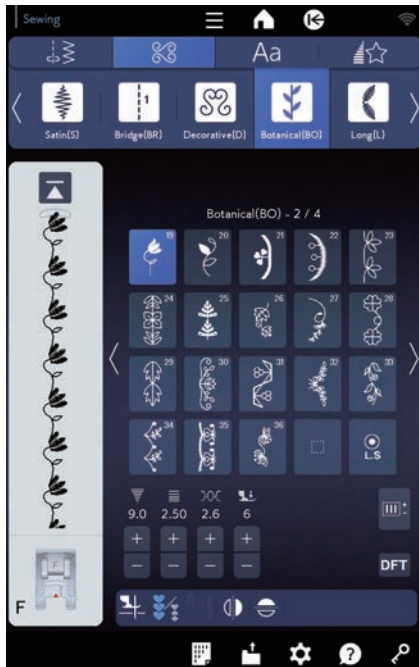 Sewing
Aa
1
Satin(S) Bridge(BR) Decorative(D) Botanical(BO) Long(L)
Botanical(BO) - 2 / 4
19 20 21 22 23
24 25 26 27 28
29 30 31 32 33
34 35 36
L.S
9.0 2.50 2.6 6
+ + + +
− − − −
DFT
F
?